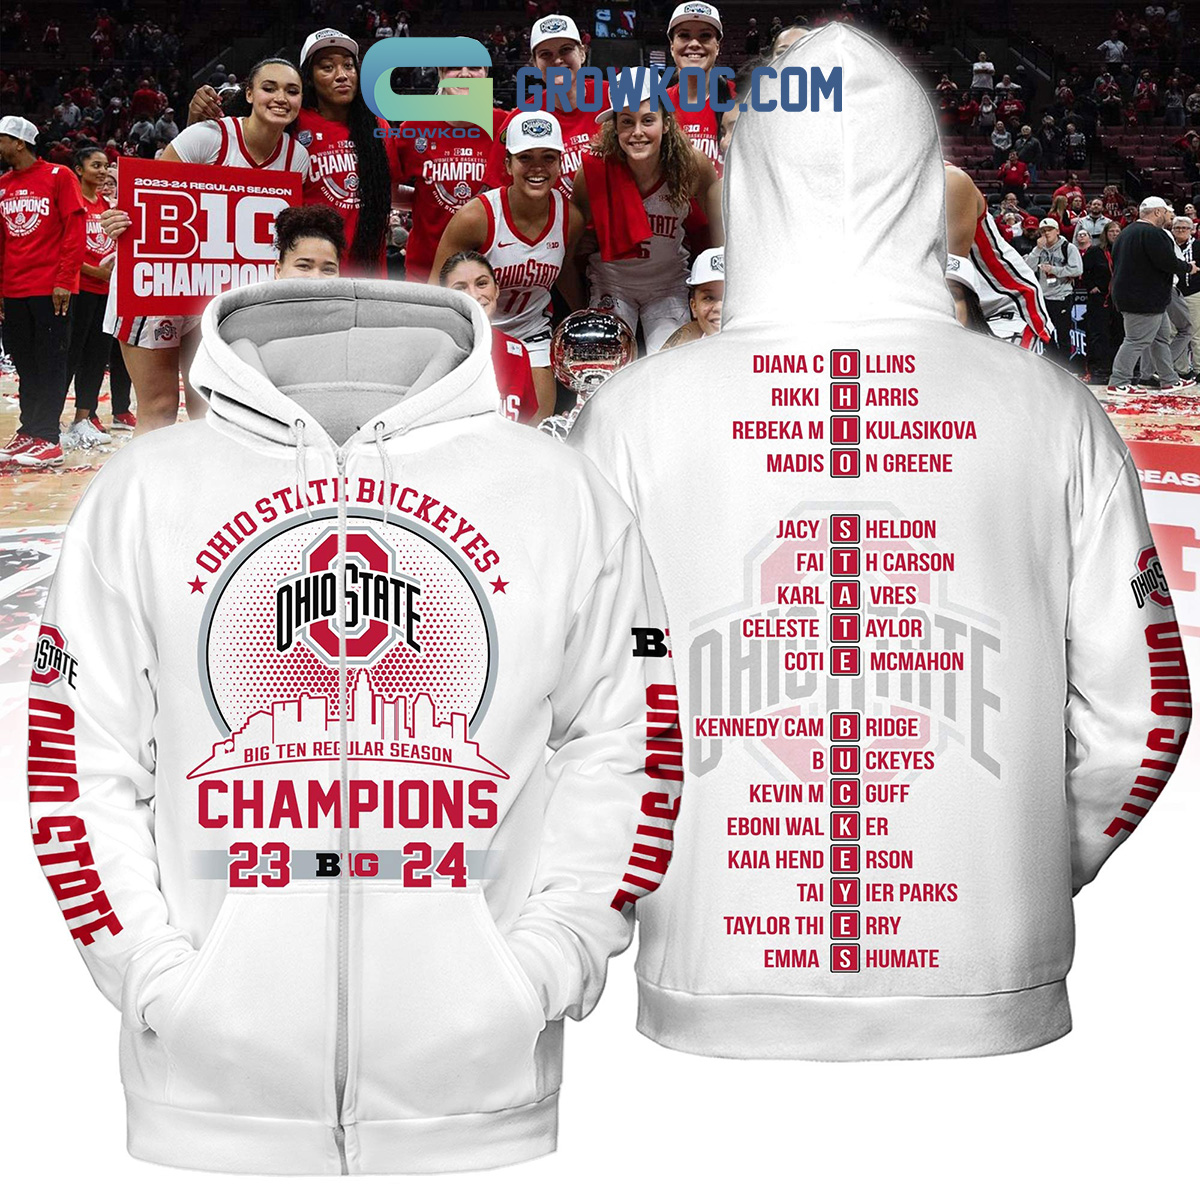 GROWKOC
GROWKOC.COM
2023-24 REGULAR SEASON
B1G
CHAMPION
CHAMPIONS
CHAMPIONS
OHIO STATE
11
OHIO STATE BUCKEYES
OHIO STATE
BIG TEN REGULAR SEASON
CHAMPIONS
23 B1G 24
OHIO STATE
OHIO STATE
DIANA C O LLINS
RIKKI H ARRIS
REBEKA M I KULASIKOVA
MADIS O N GREENE
JACY S HELDON
FAI T H CARSON
KARL A VRES
CELESTE T AYLOR
COTI E MCMAHON
KENNEDY CAM B RIDGE
B U CKEYES
KEVIN M C GUFF
EBONI WAL K ER
KAIA HEND E RSON
TAI Y IER PARKS
TAYLOR THI E RRY
EMMA S HUMATE
OHIO STATE
OHIO STATE
OHIO STATE